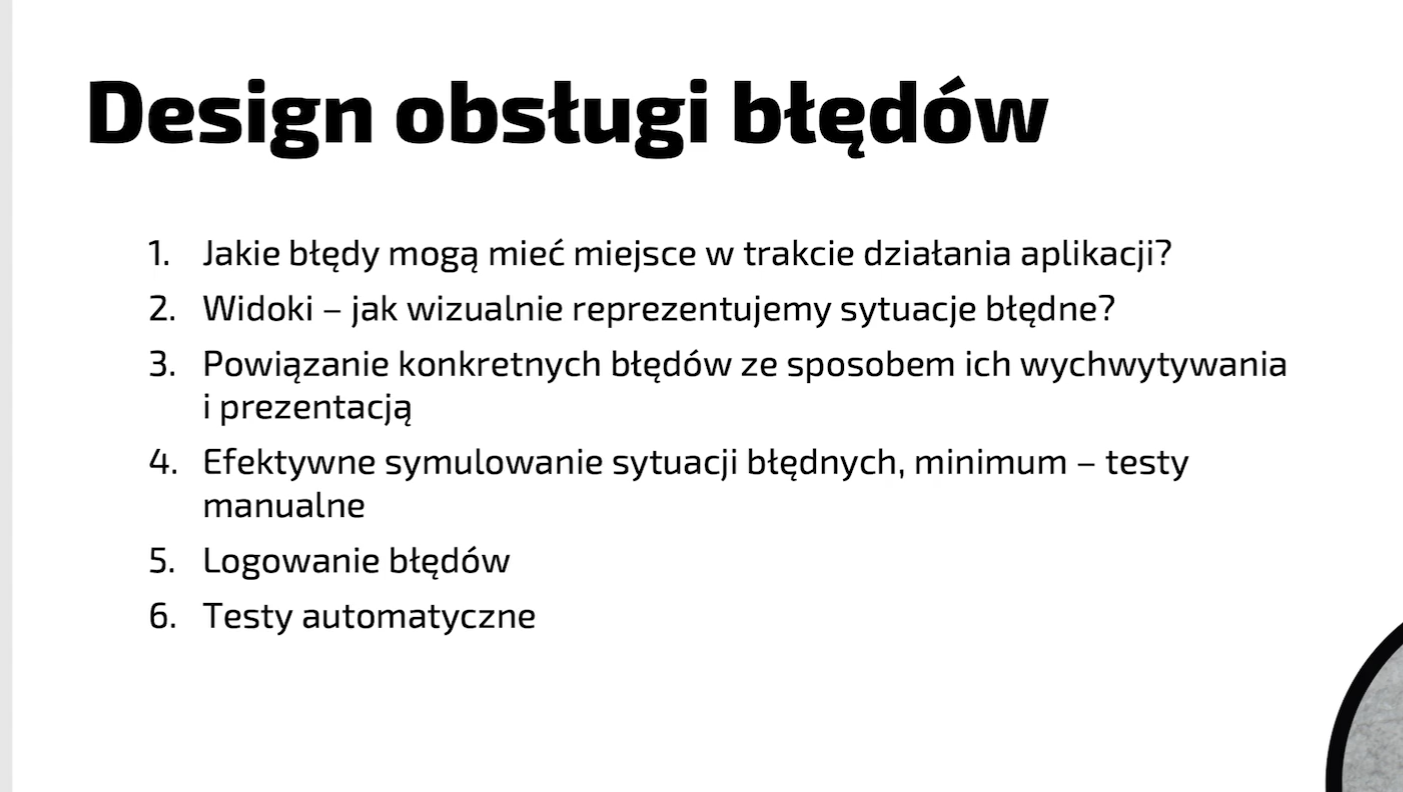 Design obsługi błędów
1. Jakie błędy mogą mieć miejsce w trakcie działania aplikacji?
2. Widoki – jak wizualnie reprezentujemy sytuacje błędne?
3. Powiązanie konkretnych błędów ze sposobem ich wychwytywania
i prezentacją
4. Efektywne symulowanie sytuacji błędnych, minimum – testy
manualne
5. Logowanie błędów
6. Testy automatyczne